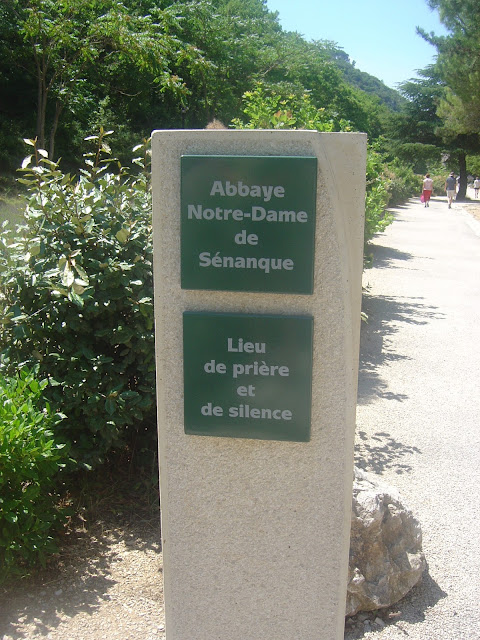 Abbaye
Notre-Dame
de
Sénanque
Lieu
de prière
et
de silence